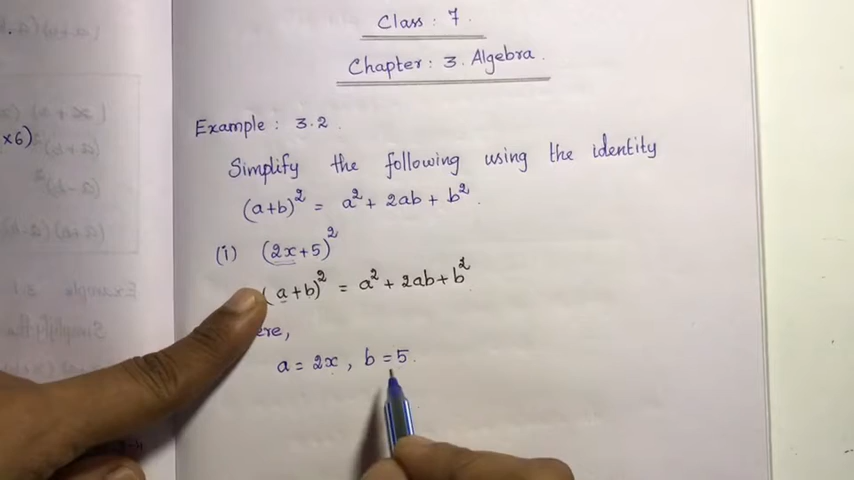 Class : 7.
Chapter : 3. Algebra.
Example : 3.2.
×6)
Simplify the following using the identity
(a+b)² = a² + 2ab + b².
(i) (2x+5)²
(a+b)² = a² + 2ab + b²
a = 2x, b = 5.